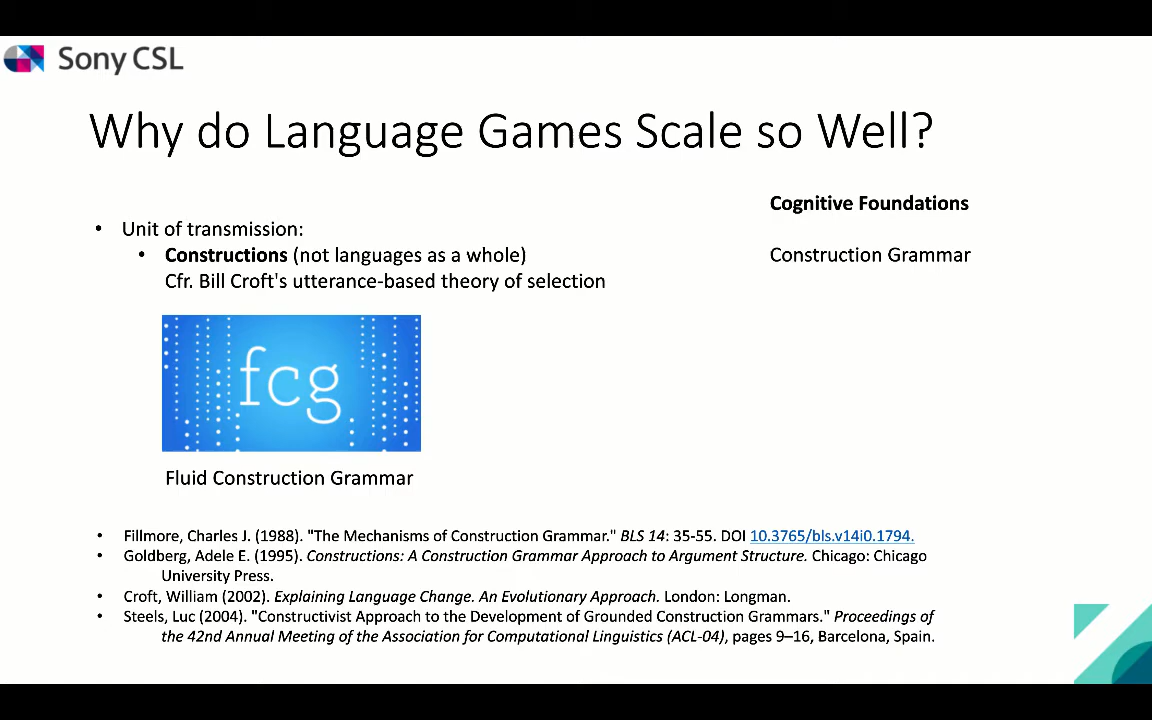 Sony CSL
Why do Language Games Scale so Well?
Cognitive Foundations
• Unit of transmission:
• Constructions (not languages as a whole)
Construction Grammar
Cfr. Bill Croft's utterance-based theory of selection
fcg
Fluid Construction Grammar
• Fillmore, Charles J. (1988). "The Mechanisms of Construction Grammar." BLS 14: 35-55. DOI 10.3765/bls.v14i0.1794.
• Goldberg, Adele E. (1995). Constructions: A Construction Grammar Approach to Argument Structure. Chicago: Chicago
University Press.
• Croft, William (2002). Explaining Language Change. An Evolutionary Approach. London: Longman.
• Steels, Luc (2004). "Constructivist Approach to the Development of Grounded Construction Grammars." Proceedings of
the 42nd Annual Meeting of the Association for Computational Linguistics (ACL-04), pages 9–16, Barcelona, Spain.